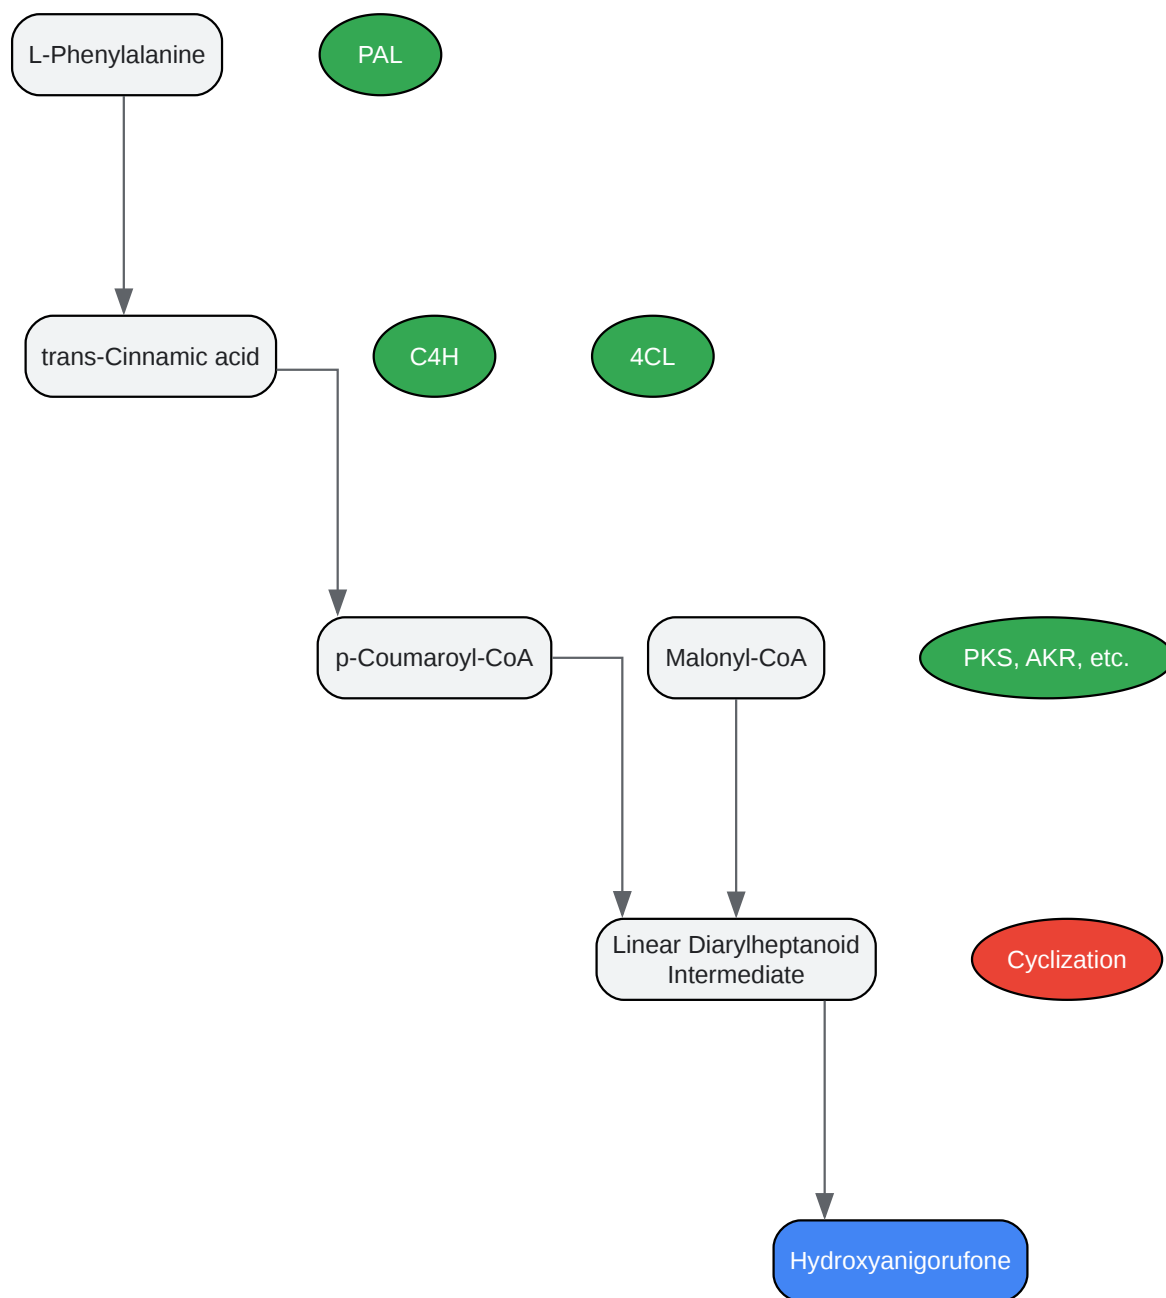 L-Phenylalanine
PAL
trans-Cinnamic acid
C4H
4CL
p-Coumaroyl-CoA
Malonyl-CoA
PKS, AKR, etc.
Linear Diarylheptanoid
Intermediate
Cyclization
Hydroxyanigorufone